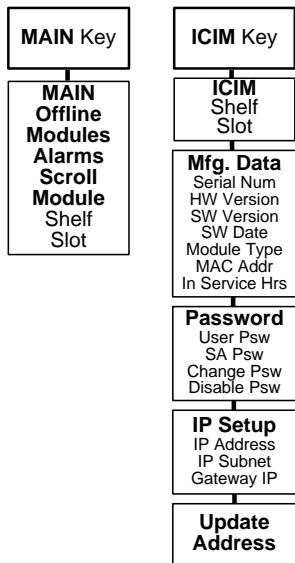 MAIN Key
MAIN
Offline
Modules
Alarms
Scroll
Module
Shelf
Slot
ICIM Key
ICIM
Shelf
Slot
Mfg. Data
Serial Num
HW Version
SW Version
SW Date
Module Type
MAC Addr
In Service Hrs
Password
User Psw
SA Psw
Change Psw
Disable Psw
IP Setup
IP Address
IP Subnet
Gateway IP
Update
Address